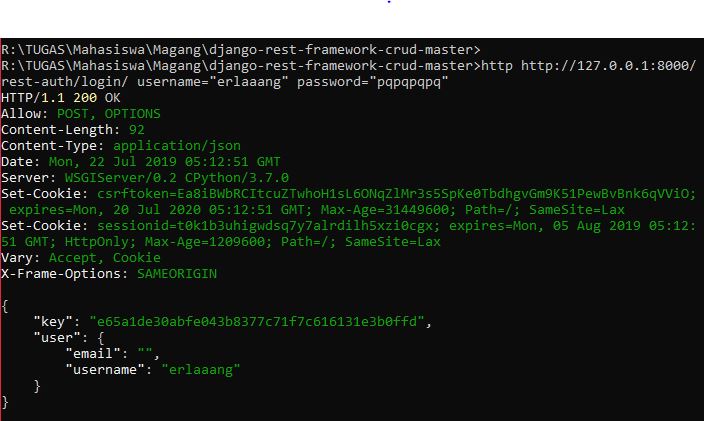 R:\TUGAS\Mahasiswa\Magang\django-rest-framework-crud-master>
R:\TUGAS\Mahasiswa\Magang\django-rest-framework-crud-master>http http://127.0.0.1:8000/
rest-auth/login/ username="erlaaang" password="pqpqpqpq"
HTTP/1.1 200 OK
Allow: POST, OPTIONS
Content-Length: 92
Content-Type: application/json
Date: Mon, 22 Jul 2019 05:12:51 GMT
Server: WSGIServer/0.2 CPython/3.7.0
Set-Cookie: csrftoken=Ea8iBWbRCItcuZTwhoH1sL6ONqZlMr3s5SpKe0TbdhgvGm9K51PewBvBnk6qVViO;
 expires=Mon, 20 Jul 2020 05:12:51 GMT; Max-Age=31449600; Path=/; SameSite=Lax
Set-Cookie: sessionid=t0k1b3uhigwdsq7y7alrdilh5xzi0cgx; expires=Mon, 05 Aug 2019 05:12:
51 GMT; HttpOnly; Max-Age=1209600; Path=/; SameSite=Lax
Vary: Accept, Cookie
X-Frame-Options: SAMEORIGIN
{
    "key": "e65a1de30abfe043b8377c71f7c616131e3b0ffd",
    "user": {
        "email": "",
        "username": "erlaaang"
    }
}